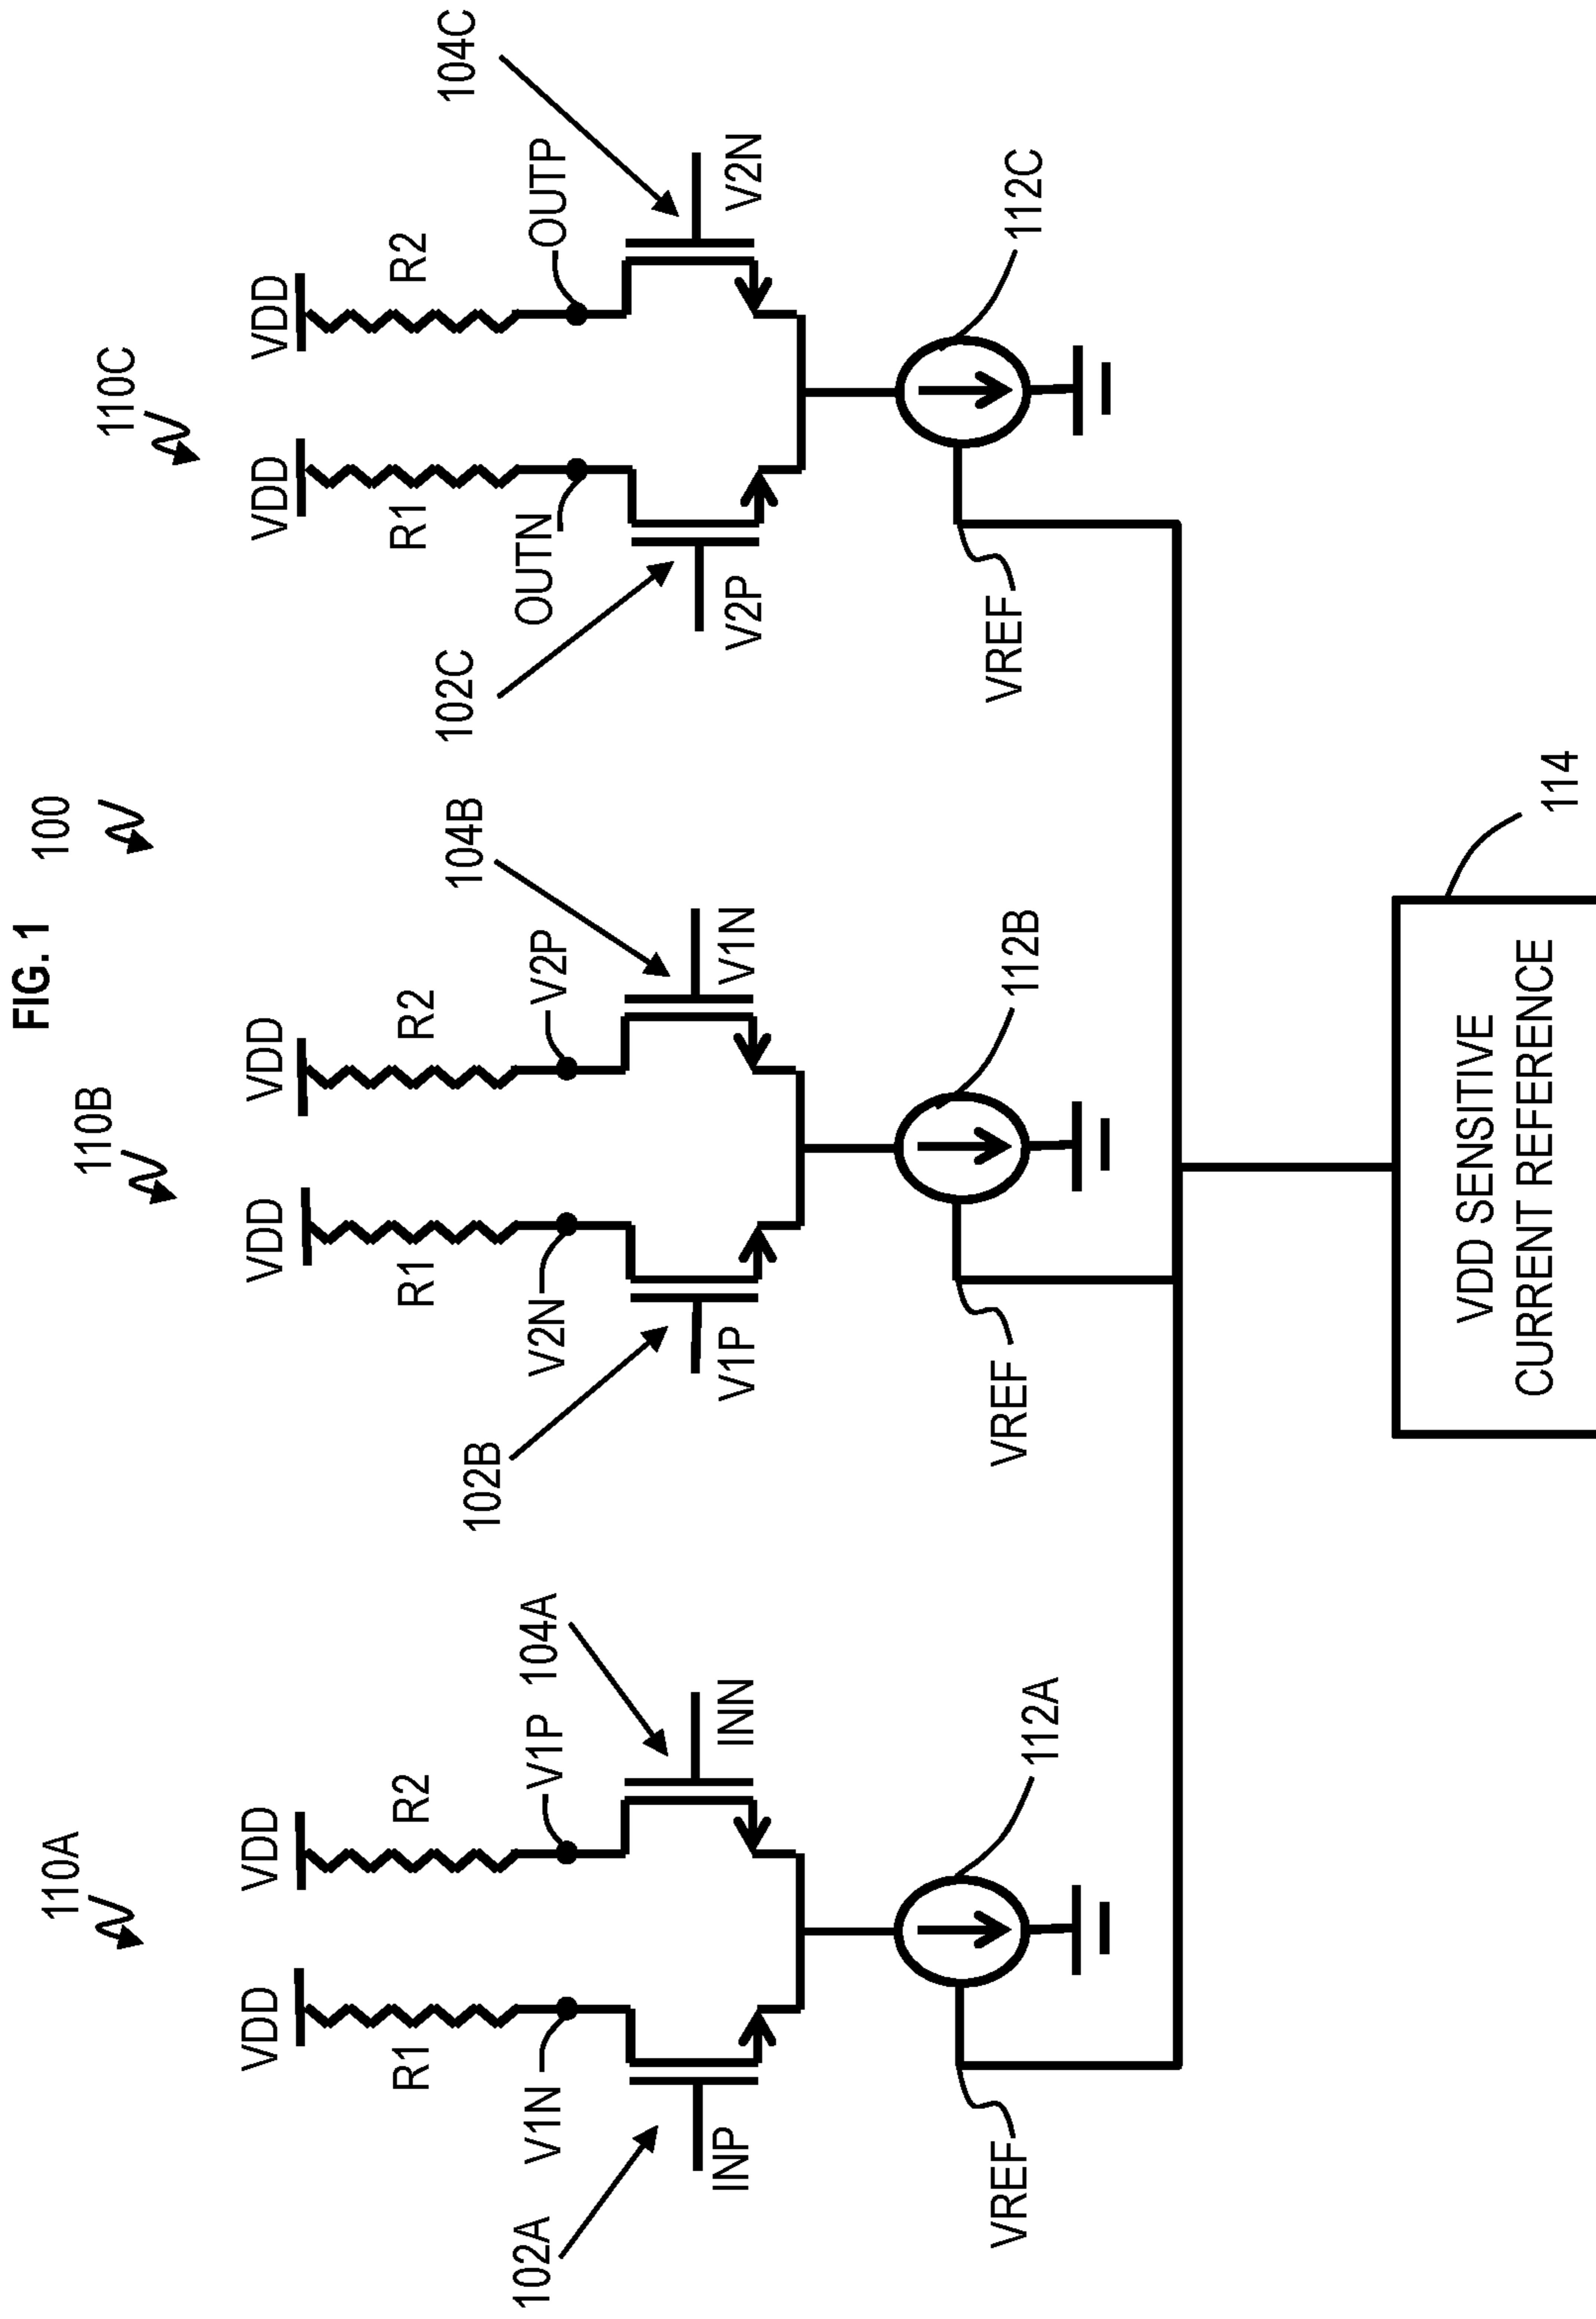 FIG. 1
100
110A
110B
110C
VDD
VDD
VDD
VDD
VDD
VDD
R1
R2
R1
R2
R1
R2
102A
V1N
V1P
104A
102B
V2N
V2P
104B
102C
OUTN
OUTP
104C
INP
INN
V1P
V1N
V2P
V2N
VREF
112A
VREF
112B
VREF
112C
114
VDD SENSITIVE
CURRENT REFERENCE